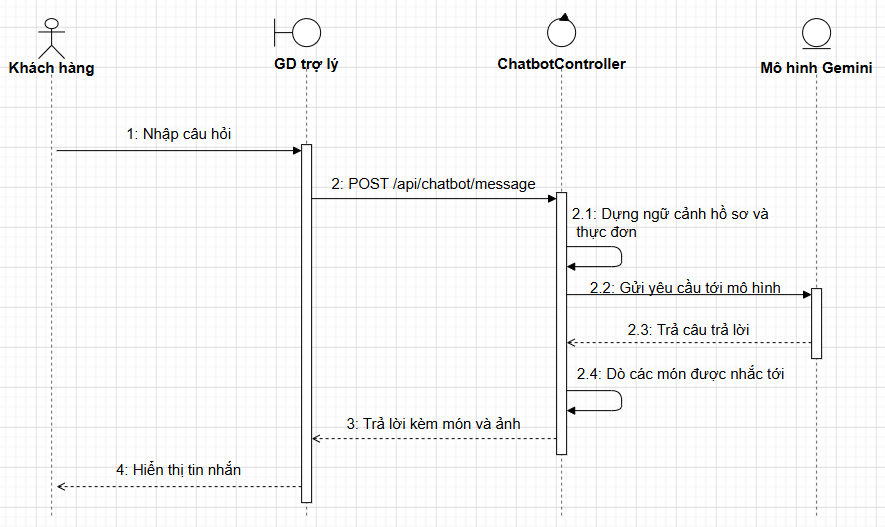 Khách hàng
GD trợ lý
ChatbotController
Mô hình Gemini
1: Nhập câu hỏi
2: POST /api/chatbot/message
2.1: Dựng ngữ cảnh hồ sơ và
thực đơn
2.2: Gửi yêu cầu tới mô hình
2.3: Trả câu trả lời
2.4: Dò các món được nhắc tới
3: Trả lời kèm món và ảnh
4: Hiển thị tin nhắn